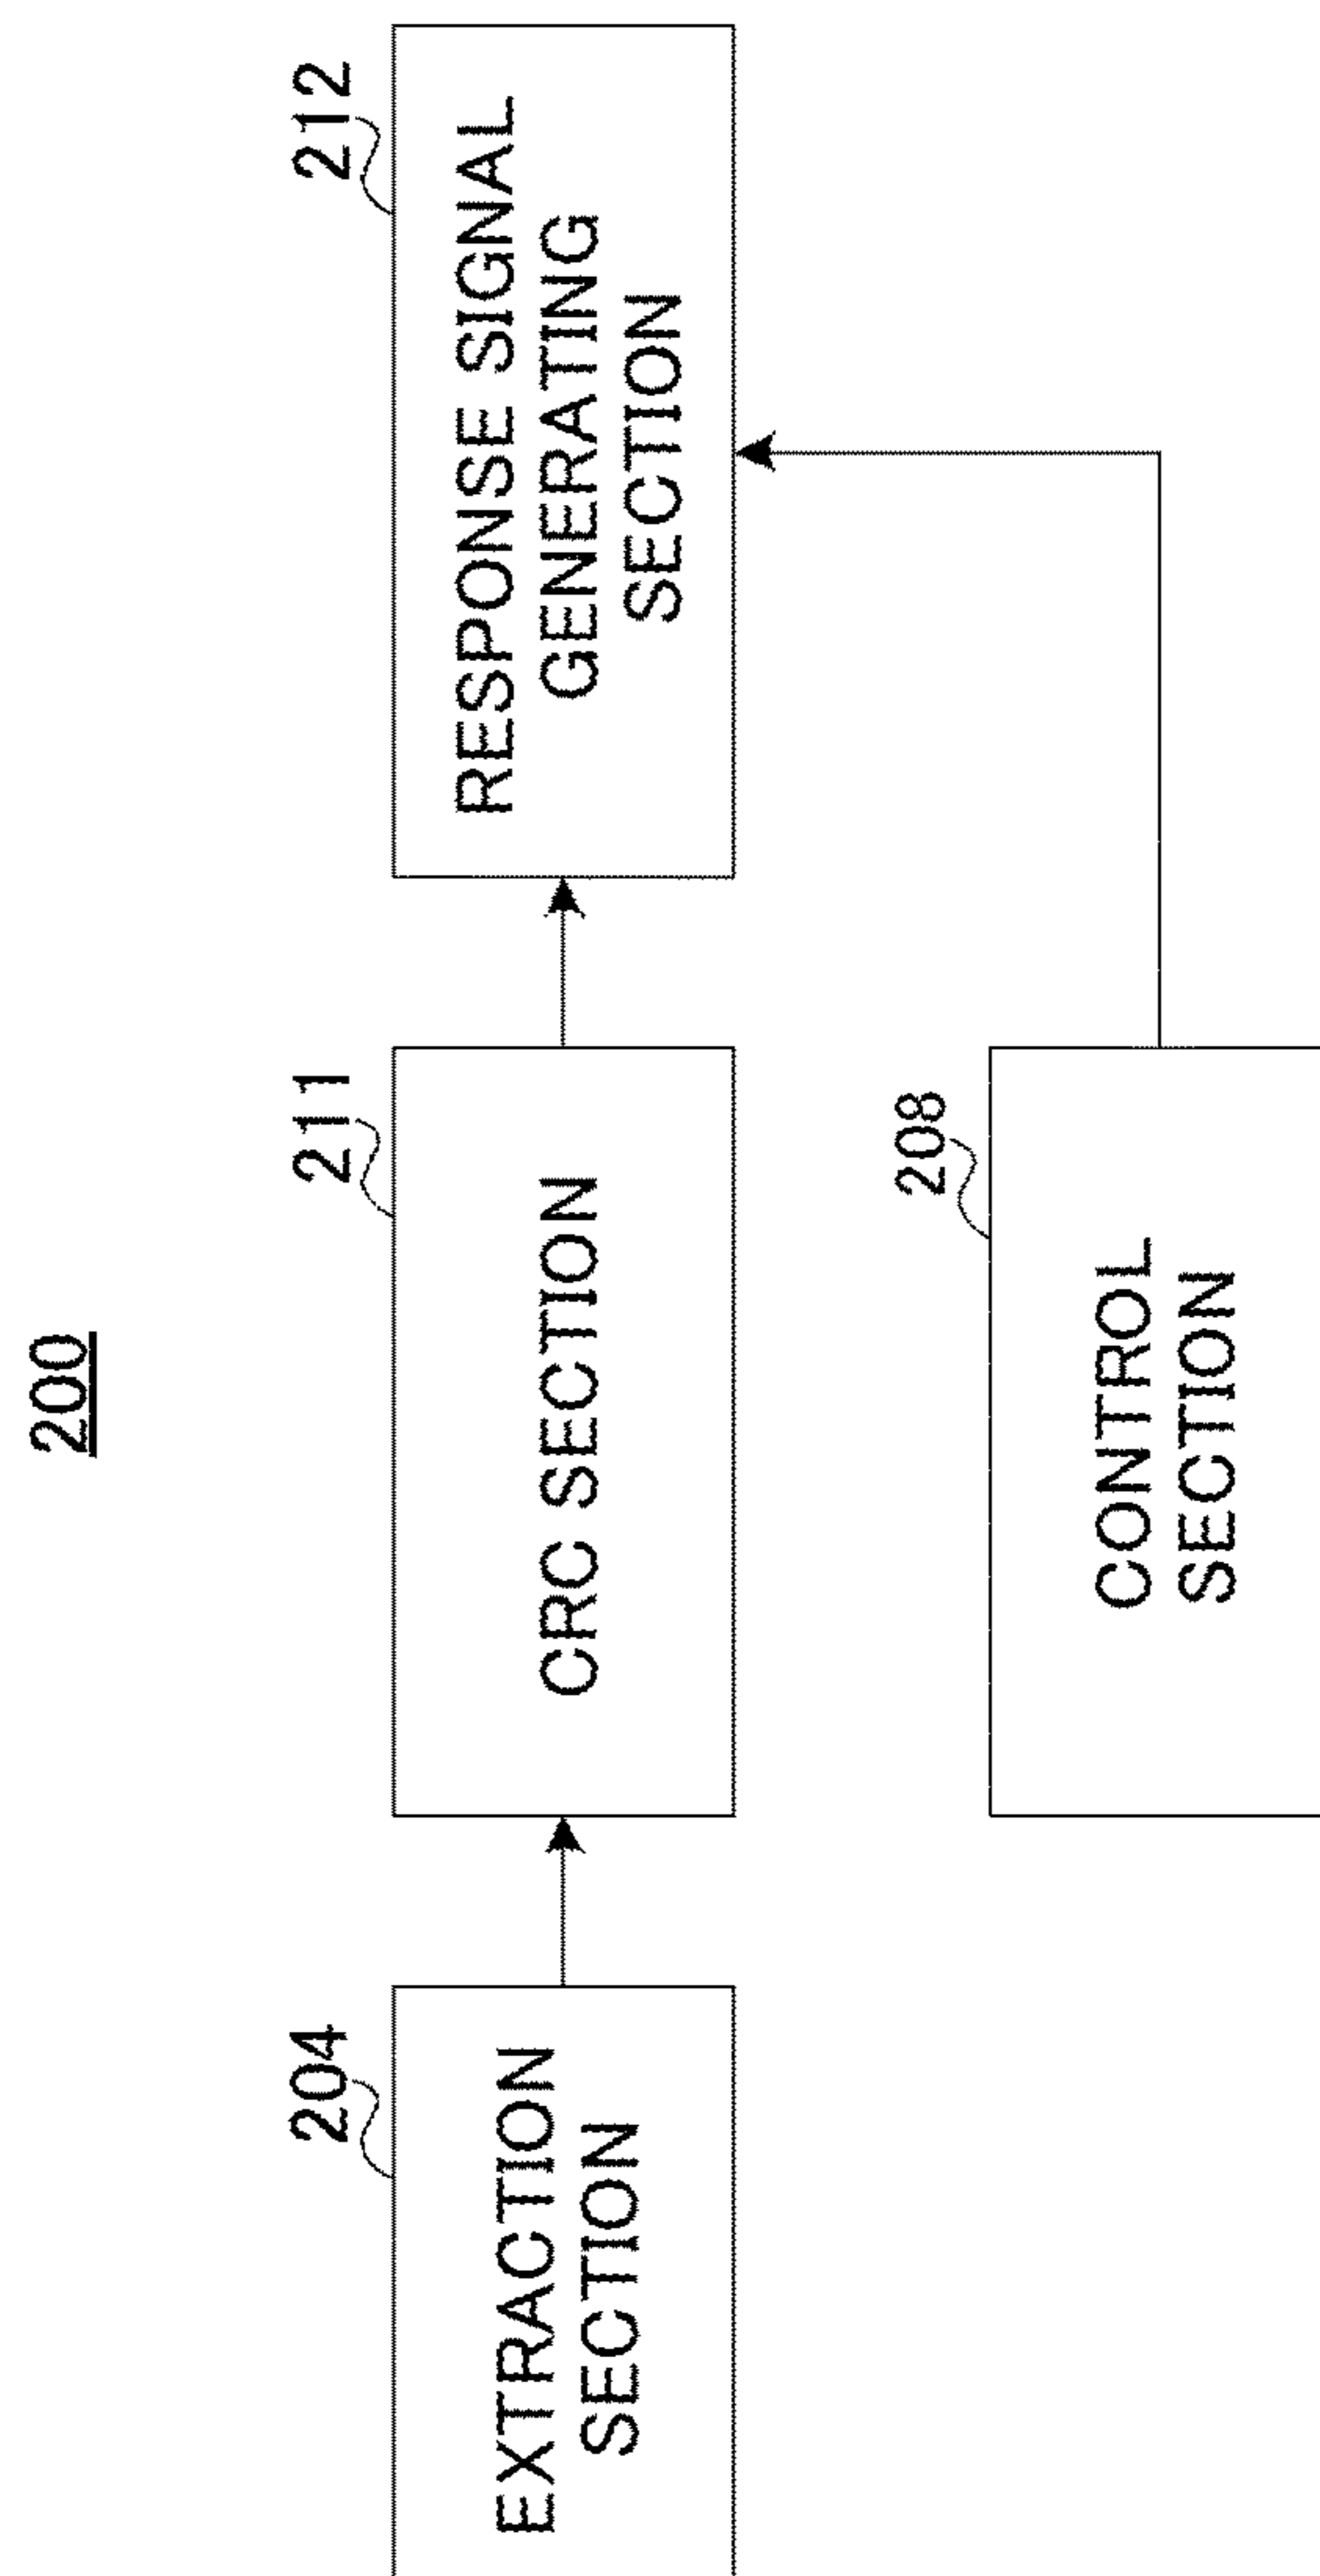 200
204
EXTRACTION
SECTION
211
CRC SECTION
212
RESPONSE SIGNAL
GENERATING
SECTION
208
CONTROL
SECTION